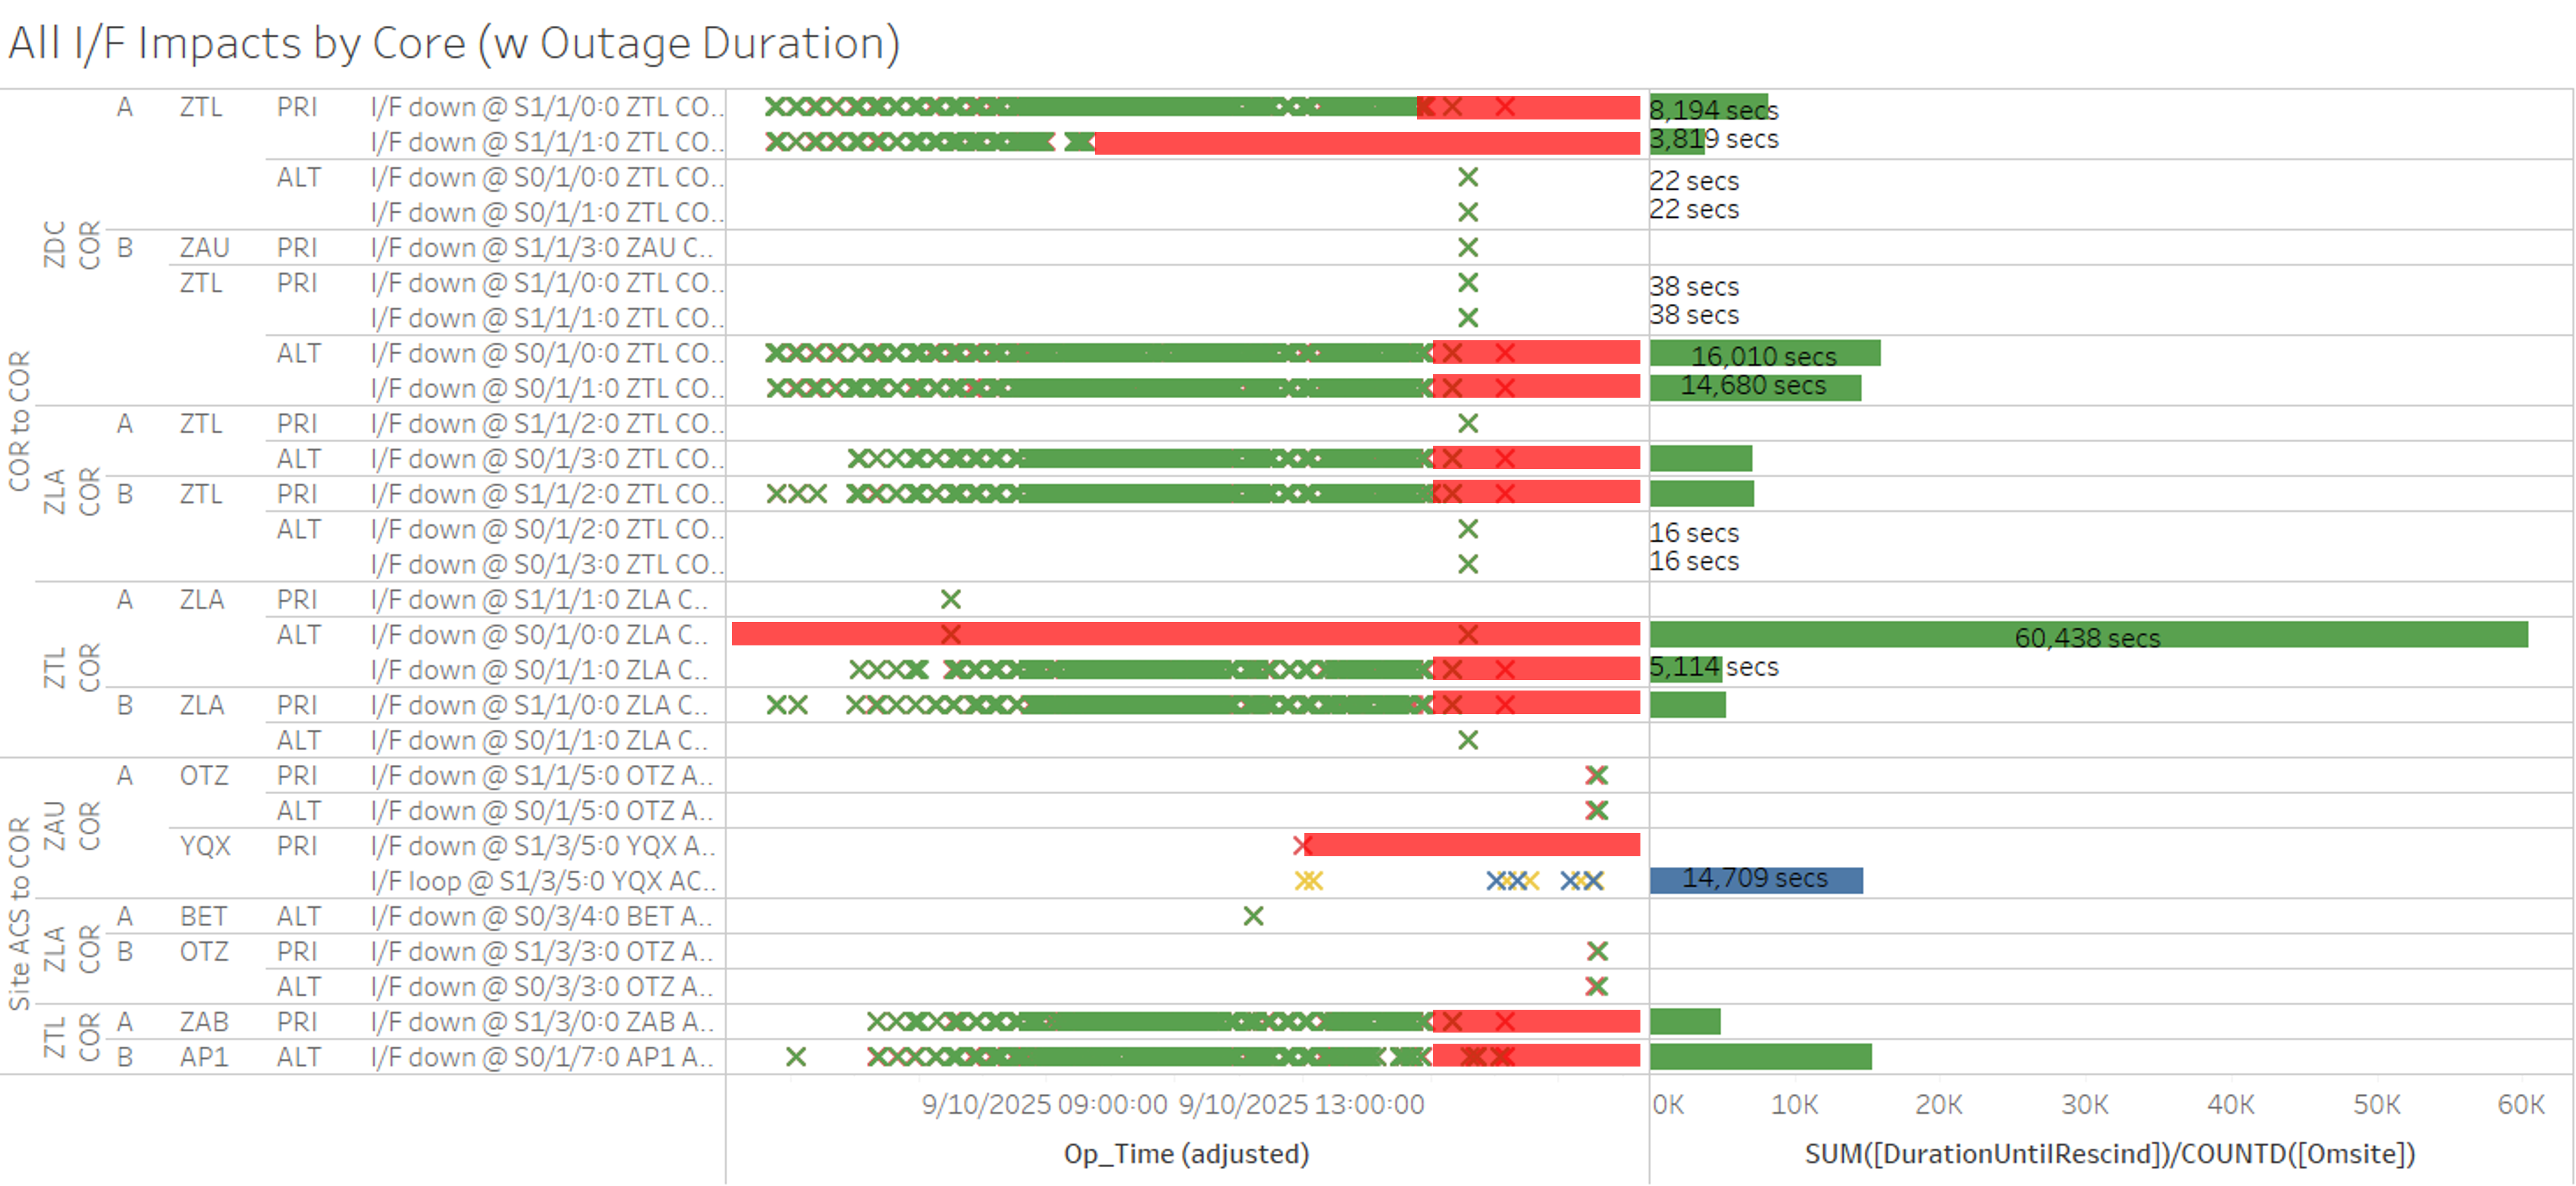 All I/F Impacts by Core (w Outage Duration)
COR to COR
ZDC COR
A ZTL PRI I/F down @ S1/1/0:0 ZTL CO.. 8,194 secs
I/F down @ S1/1/1:0 ZTL CO.. 3,819 secs
ALT I/F down @ S0/1/0:0 ZTL CO.. 22 secs
I/F down @ S0/1/1:0 ZTL CO.. 22 secs
B ZAU PRI I/F down @ S1/1/3:0 ZAU C..
ZTL PRI I/F down @ S1/1/0:0 ZTL CO.. 38 secs
I/F down @ S1/1/1:0 ZTL CO.. 38 secs
ALT I/F down @ S0/1/0:0 ZTL CO.. 16,010 secs
I/F down @ S0/1/1:0 ZTL CO.. 14,680 secs
ZLA COR
A ZTL PRI I/F down @ S1/1/2:0 ZTL CO..
ALT I/F down @ S0/1/3:0 ZTL CO..
B ZTL PRI I/F down @ S1/1/2:0 ZTL CO..
ALT I/F down @ S0/1/2:0 ZTL CO.. 16 secs
I/F down @ S0/1/3:0 ZTL CO.. 16 secs
ZTL COR
A ZLA PRI I/F down @ S1/1/1:0 ZLA C..
ALT I/F down @ S0/1/0:0 ZLA C.. 60,438 secs
I/F down @ S0/1/1:0 ZLA C.. 5,114 secs
B ZLA PRI I/F down @ S1/1/0:0 ZLA C..
ALT I/F down @ S0/1/1:0 ZLA C..
Site ACS to COR
ZAU COR
A OTZ PRI I/F down @ S1/1/5:0 OTZ A..
ALT I/F down @ S0/1/5:0 OTZ A..
YQX PRI I/F down @ S1/3/5:0 YQX A..
I/F loop @ S1/3/5:0 YQX AC.. 14,709 secs
ZLA COR
A BET ALT I/F down @ S0/3/4:0 BET A..
B OTZ PRI I/F down @ S1/3/3:0 OTZ A..
ALT I/F down @ S0/3/3:0 OTZ A..
ZTL COR
A ZAB PRI I/F down @ S1/3/0:0 ZAB A..
B AP1 ALT I/F down @ S0/1/7:0 AP1 A..
9/10/2025 09:00:00 9/10/2025 13:00:00 0K 10K 20K 30K 40K 50K 60K
Op_Time (adjusted) SUM([DurationUntilRescind])/COUNTD([Omsite])